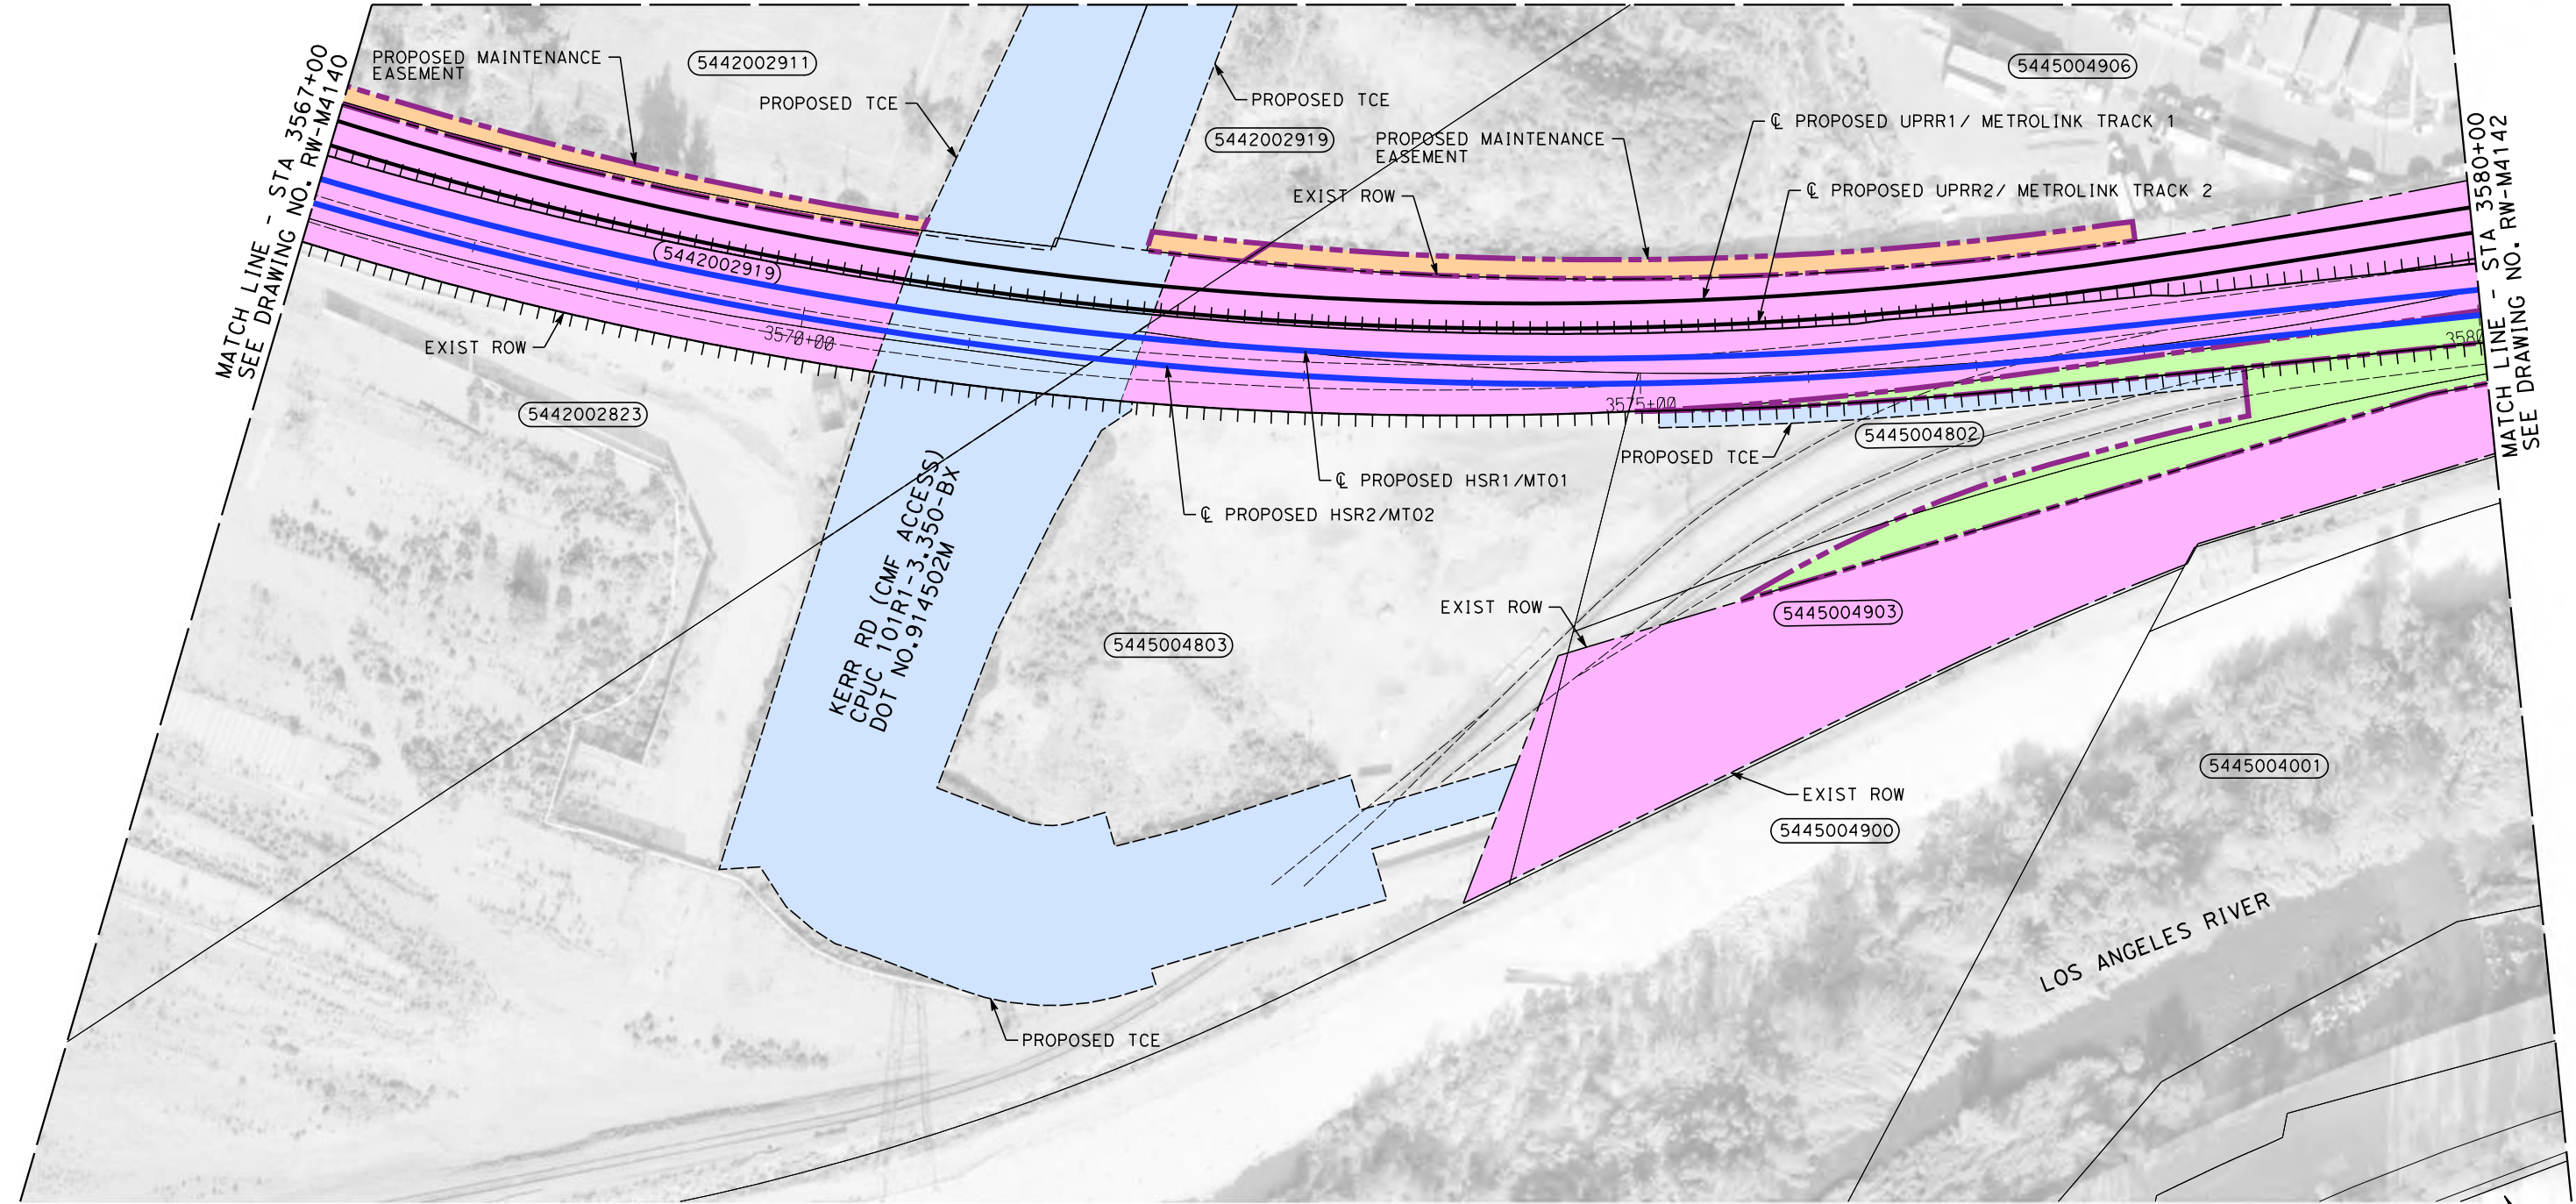 MATCH LINE - STA 3567+00
SEE DRAWING NO. RW-M4140
PROPOSED MAINTENANCE
EASEMENT
5442002911
PROPOSED TCE
PROPOSED TCE
5442002919
PROPOSED MAINTENANCE
EASEMENT
EXIST ROW
℄ PROPOSED UPRR1/ METROLINK TRACK 1
℄ PROPOSED UPRR2/ METROLINK TRACK 2
5445004906
MATCH LINE - STA 3580+00
SEE DRAWING NO. RW-M4142
5442002919
3570+00
EXIST ROW
5442002823
3575+00
3580
5445004802
PROPOSED TCE
℄ PROPOSED HSR1/MT01
℄ PROPOSED HSR2/MT02
KERR RD (CMF ACCESS)
CPUC 101R1-3.350-BX
DOT NO.914502M
EXIST ROW
5445004903
5445004803
5445004001
EXIST ROW
5445004900
LOS ANGELES RIVER
PROPOSED TCE